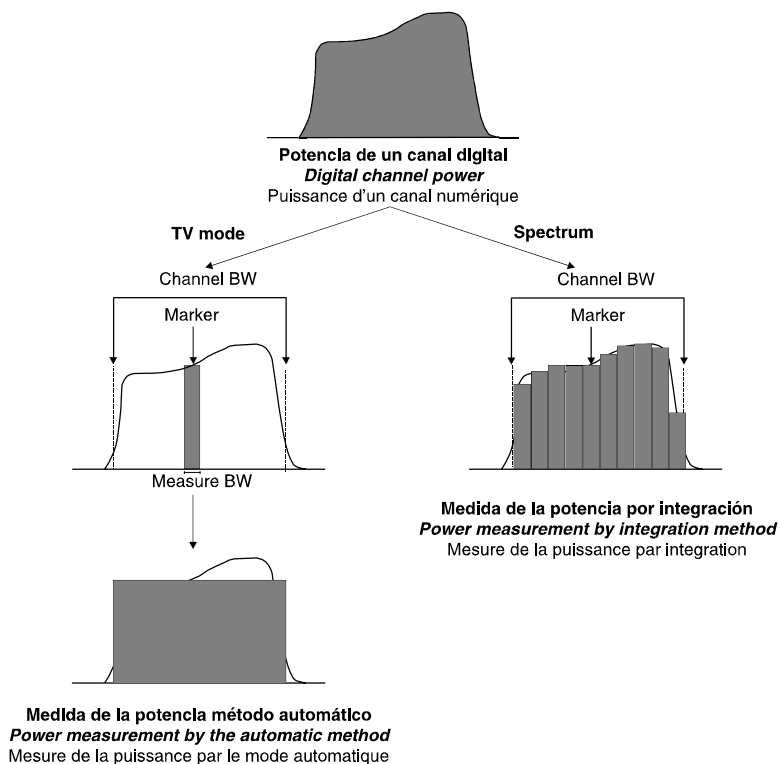 Potencia de un canal digital
Digital channel power
Puissance d'un canal numérique
TV mode
Spectrum
Channel BW
Marker
Measure BW
Channel BW
Marker
Medida de la potencia por integración
Power measurement by integration method
Mesure de la puissance par integration
Medida de la potencia método automático
Power measurement by the automatic method
Mesure de la puissance par le mode automatique